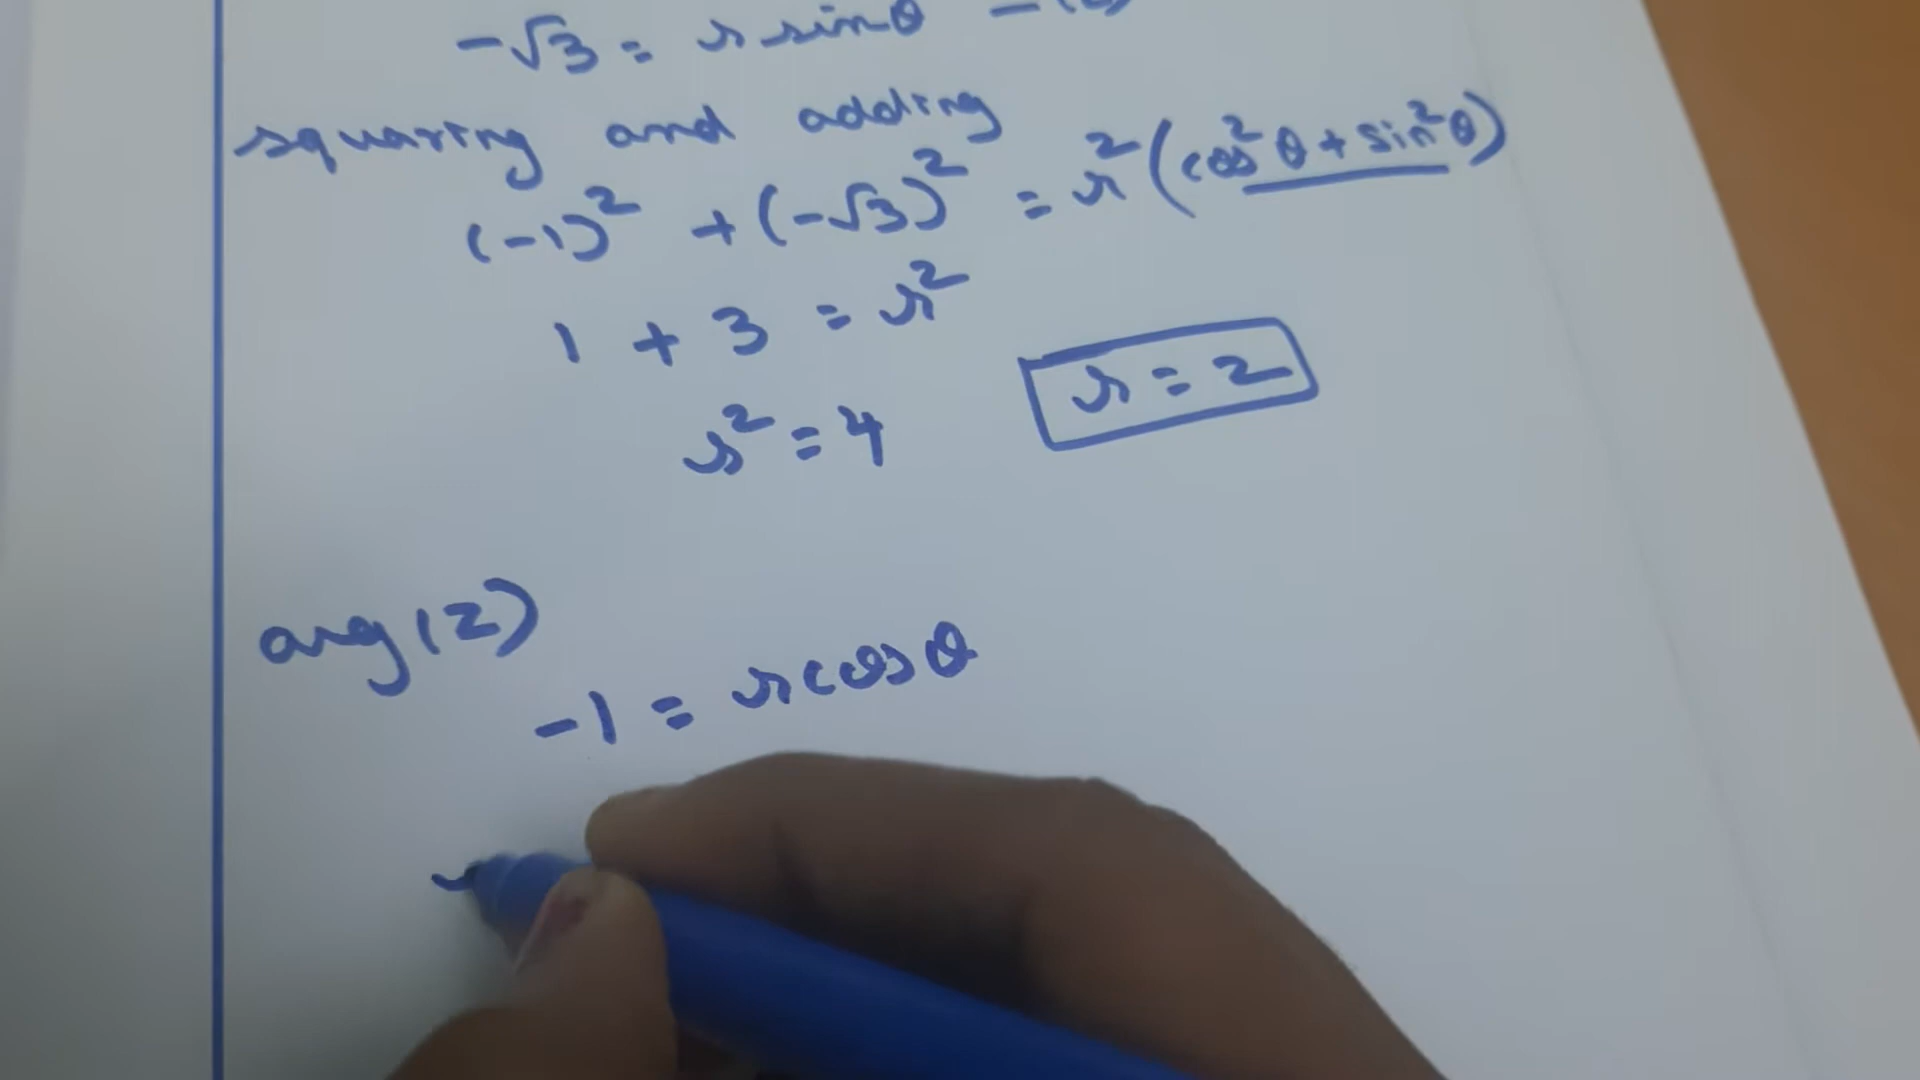 -√3 = r sinθ - (2)
squaring and adding
(-1)² + (-√3)² = r² (cos²θ + sin²θ)
1 + 3 = r²
r² = 4
r = 2
arg(z)
-1 = r cosθ